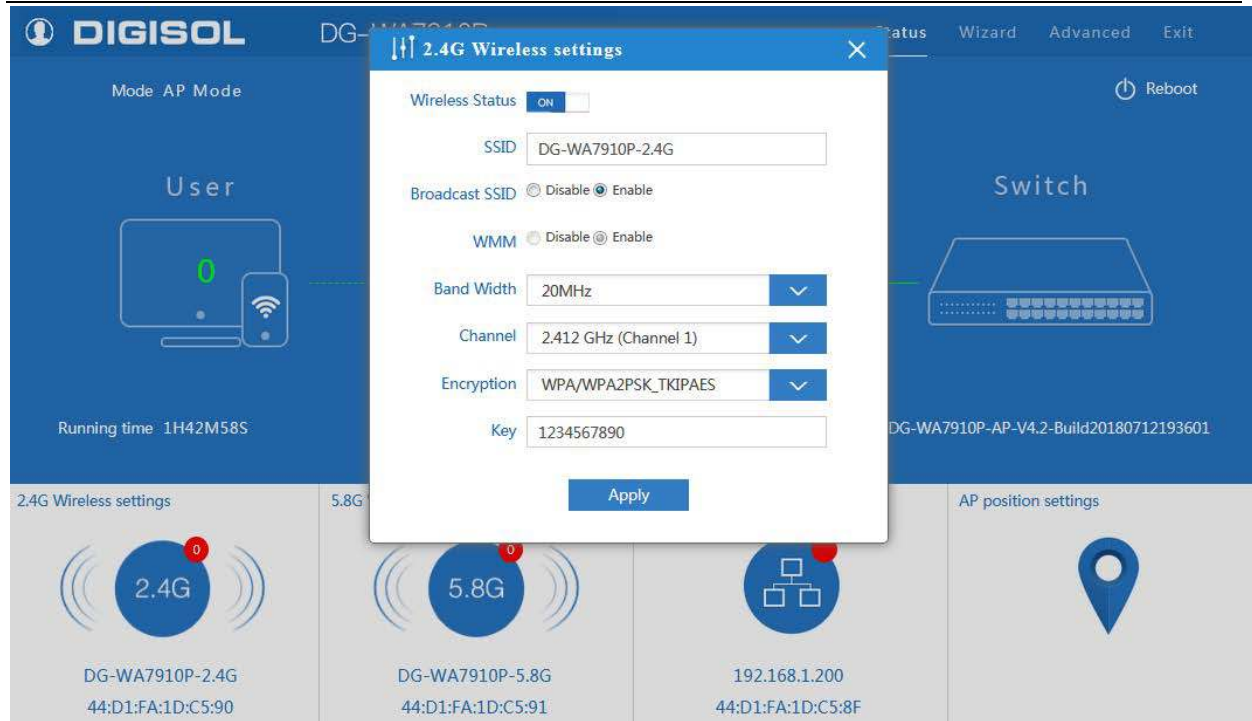 DIGISOL
DG-
Status Wizard Advanced Exit
2.4G Wireless settings
Mode AP Mode
Reboot
Wireless Status ON
SSID DG-WA7910P-2.4G
Broadcast SSID Disable Enable
WMM Disable Enable
User
0
Switch
Band Width 20MHz
Channel 2.412 GHz (Channel 1)
Encryption WPA/WPA2PSK_TKIPAES
Key 1234567890
Running time 1H42M58S
DG-WA7910P-AP-V4.2-Build20180712193601
Apply
2.4G Wireless settings
5.8G
AP position settings
0
0
2.4G
5.8G
DG-WA7910P-2.4G
DG-WA7910P-5.8G
192.168.1.200
44:D1:FA:1D:C5:90
44:D1:FA:1D:C5:91
44:D1:FA:1D:C5:8F